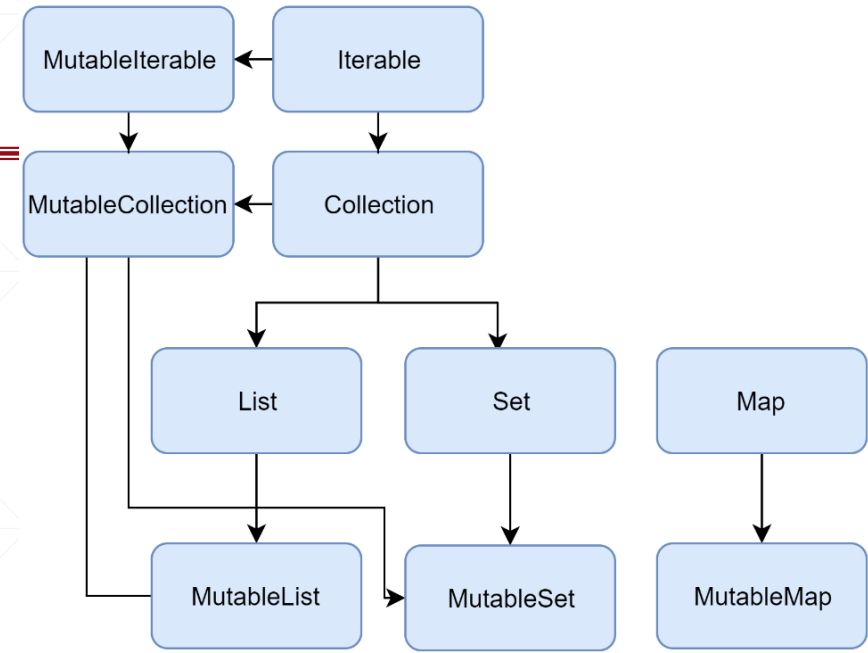 MutableIterable
Iterable
MutableCollection
Collection
List
Set
Map
MutableList
MutableSet
MutableMap